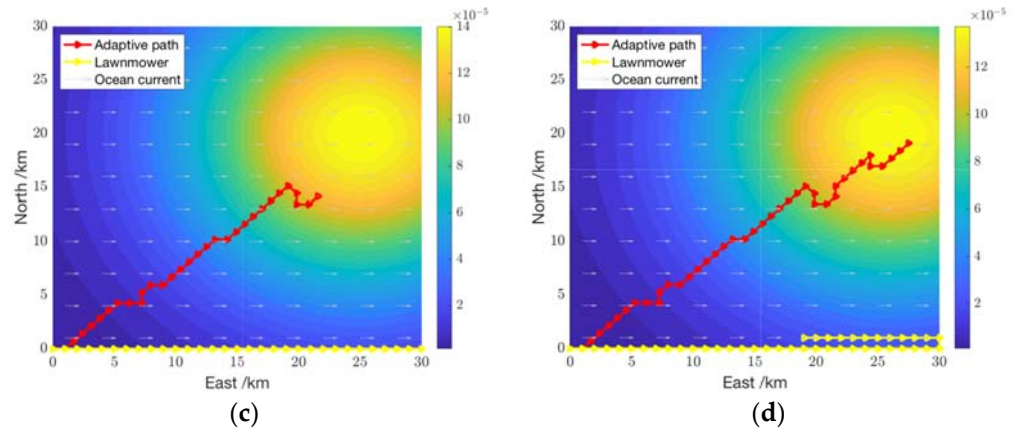 ×10⁻⁵
30
25
20
15
10
5
0
North /km
0 5 10 15 20 25 30
East /km
Adaptive path
Lawnmower
Ocean current
14
12
10
8
6
4
2
(c)
×10⁻⁵
30
25
20
15
10
5
0
North /km
0 5 10 15 20 25 30
East /km
Adaptive path
Lawnmower
Ocean current
12
10
8
6
4
2
(d)